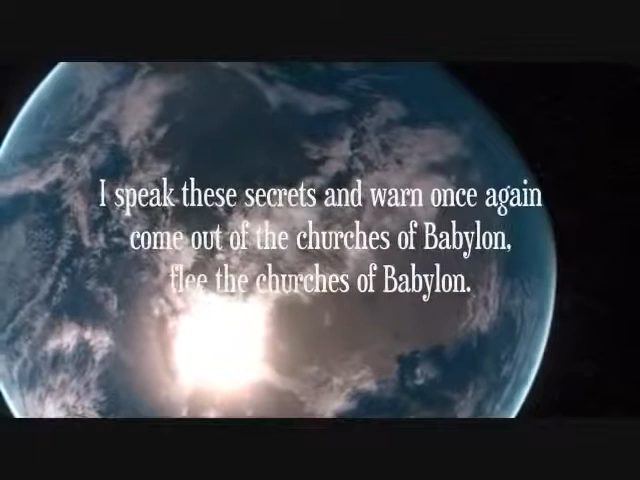 I speak these secrets and warn once again
come out of the churches of Babylon,
flee the churches of Babylon.